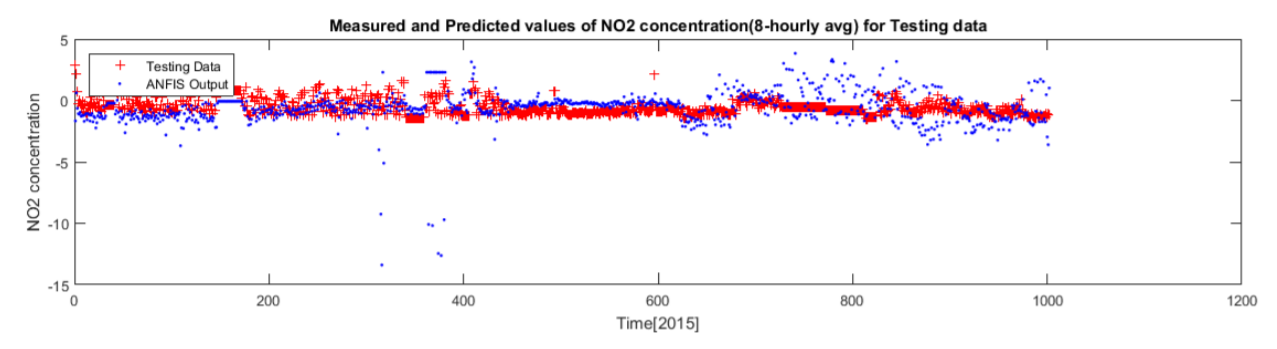 Measured and Predicted values of NO2 concentration(8-hourly avg) for Testing data
5
0
-5
-10
-15
NO2 concentration
Testing Data
ANFIS Output
0 200 400 600 800 1000 1200
Time[2015]